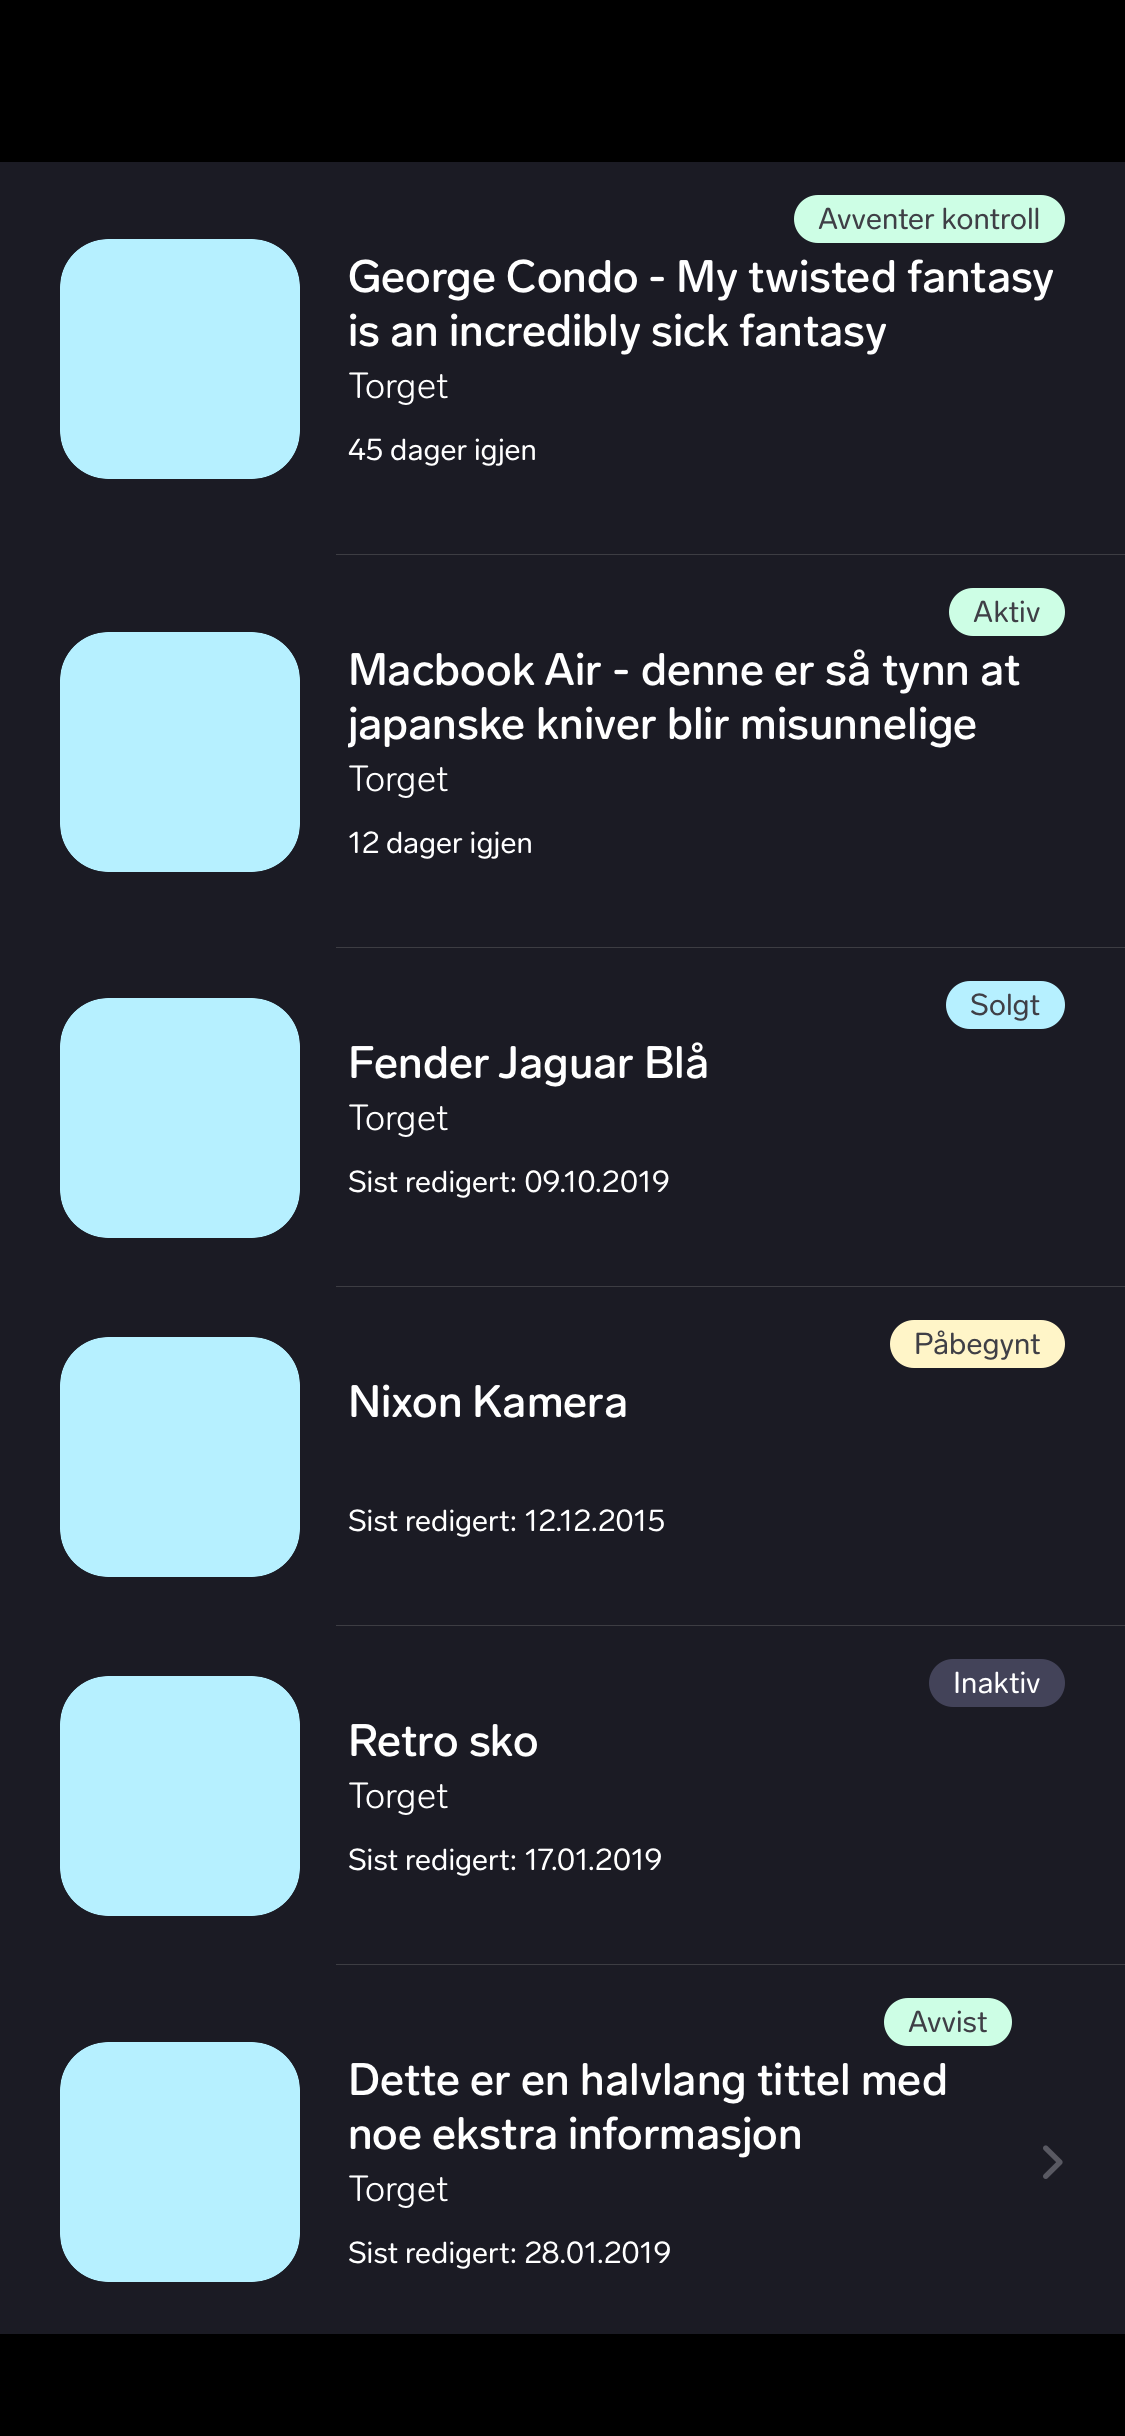 Avventer kontroll
George Condo - My twisted fantasy
is an incredibly sick fantasy
Torget
45 dager igjen
Aktiv
Macbook Air - denne er så tynn at
japanske kniver blir misunnelige
Torget
12 dager igjen
Solgt
Fender Jaguar Blå
Torget
Sist redigert: 09.10.2019
Påbegynt
Nixon Kamera
Sist redigert: 12.12.2015
Inaktiv
Retro sko
Torget
Sist redigert: 17.01.2019
Avvist
Dette er en halvlang tittel med
noe ekstra informasjon
Torget
Sist redigert: 28.01.2019